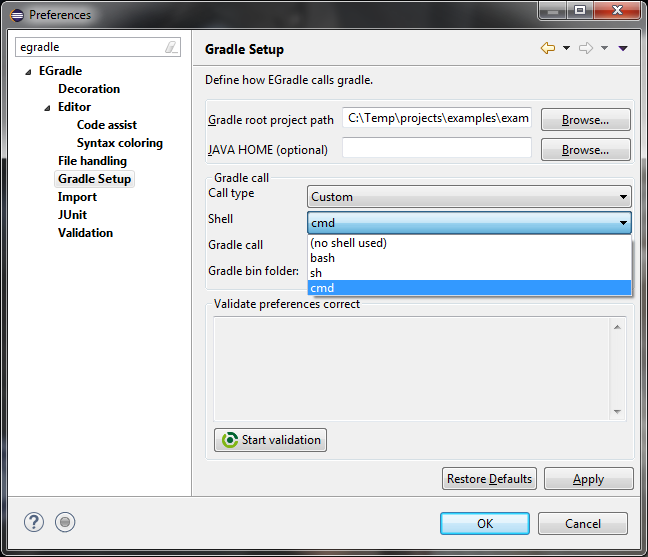 Preferences
egradle
EGradle
Decoration
Editor
Code assist
Syntax coloring
File handling
Gradle Setup
Import
JUnit
Validation
Gradle Setup
Define how EGradle calls gradle.
Gradle root project path C:\Temp\projects\examples\exam Browse...
JAVA HOME (optional) Browse...
Gradle call
Call type Custom
Shell cmd
Gradle call
Gradle bin folder:
(no shell used)
bash
sh
cmd
Validate preferences correct
Start validation
Restore Defaults Apply
? OK Cancel